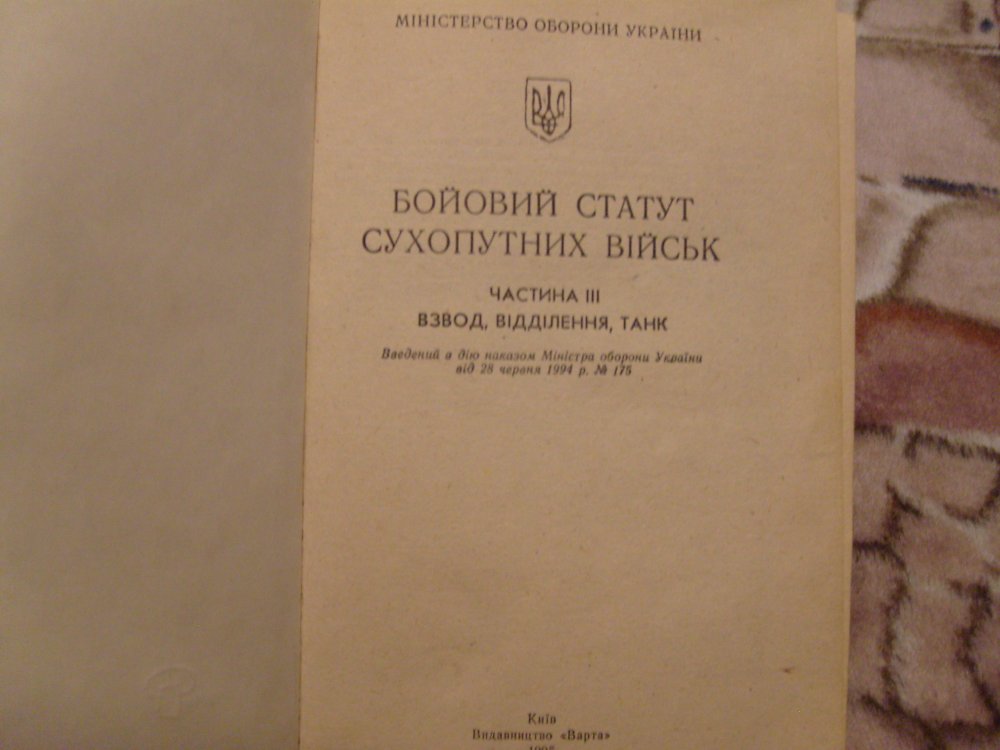 МІНІСТЕРСТВО ОБОРОНИ УКРАЇНИ
БОЙОВИЙ СТАТУТ
СУХОПУТНИХ ВІЙСЬК
ЧАСТИНА III
ВЗВОД, ВІДДІЛЕННЯ, ТАНК
Введений в дію наказом Міністра оборони України
від 28 червня 1994 р. № 175
Київ
Видавництво «Варта»